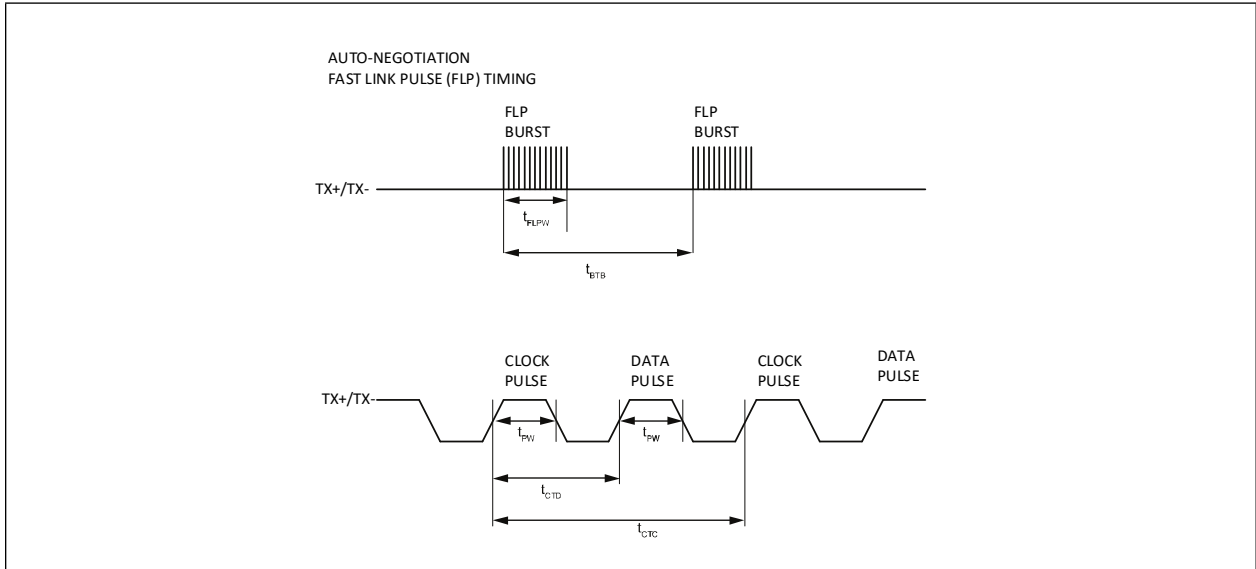 AUTO-NEGOTIATION
FAST LINK PULSE (FLP) TIMING
FLP
BURST
FLP
BURST
TX+/TX-
tFLPW
tBTB
CLOCK
PULSE
DATA
PULSE
CLOCK
PULSE
DATA
PULSE
TX+/TX-
tPW
tPW
tCTD
tCTC